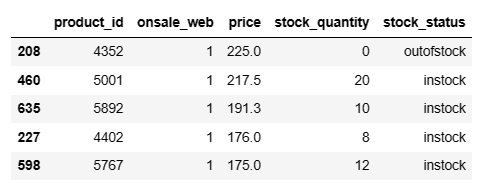 product_id onsale_web price stock_quantity stock_status
208 4352 1 225.0 0 outofstock
460 5001 1 217.5 20 instock
635 5892 1 191.3 10 instock
227 4402 1 176.0 8 instock
598 5767 1 175.0 12 instock